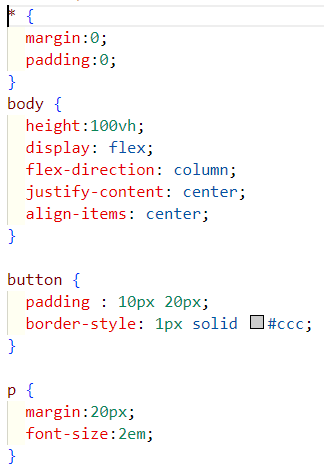 * {
margin:0;
padding:0;
}
body {
height:100vh;
display: flex;
flex-direction: column;
justify-content: center;
align-items: center;
}
button {
padding : 10px 20px;
border-style: 1px solid #ccc;
}
p {
margin:20px;
font-size:2em;
}